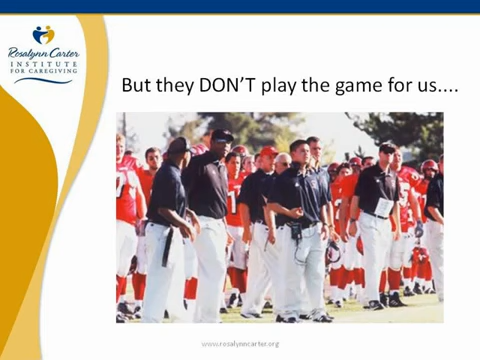 Rosalynn Carter
INSTITUTE
FOR CAREGIVING
But they DON'T play the game for us....
www.rosalynncarter.org